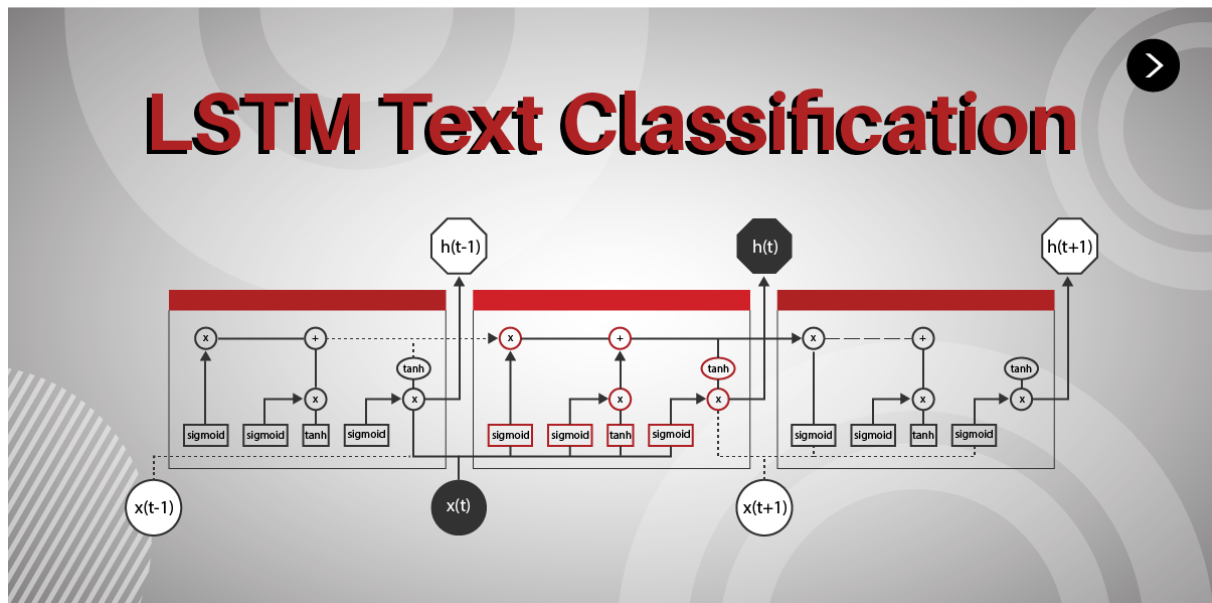 LSTM Text Classification
h(t-1) h(t) h(t+1)
x + x + x +
tanh tanh tanh
x x x x x x
sigmoid sigmoid tanh sigmoid sigmoid sigmoid tanh sigmoid sigmoid sigmoid tanh sigmoid
x(t-1) x(t) x(t+1)